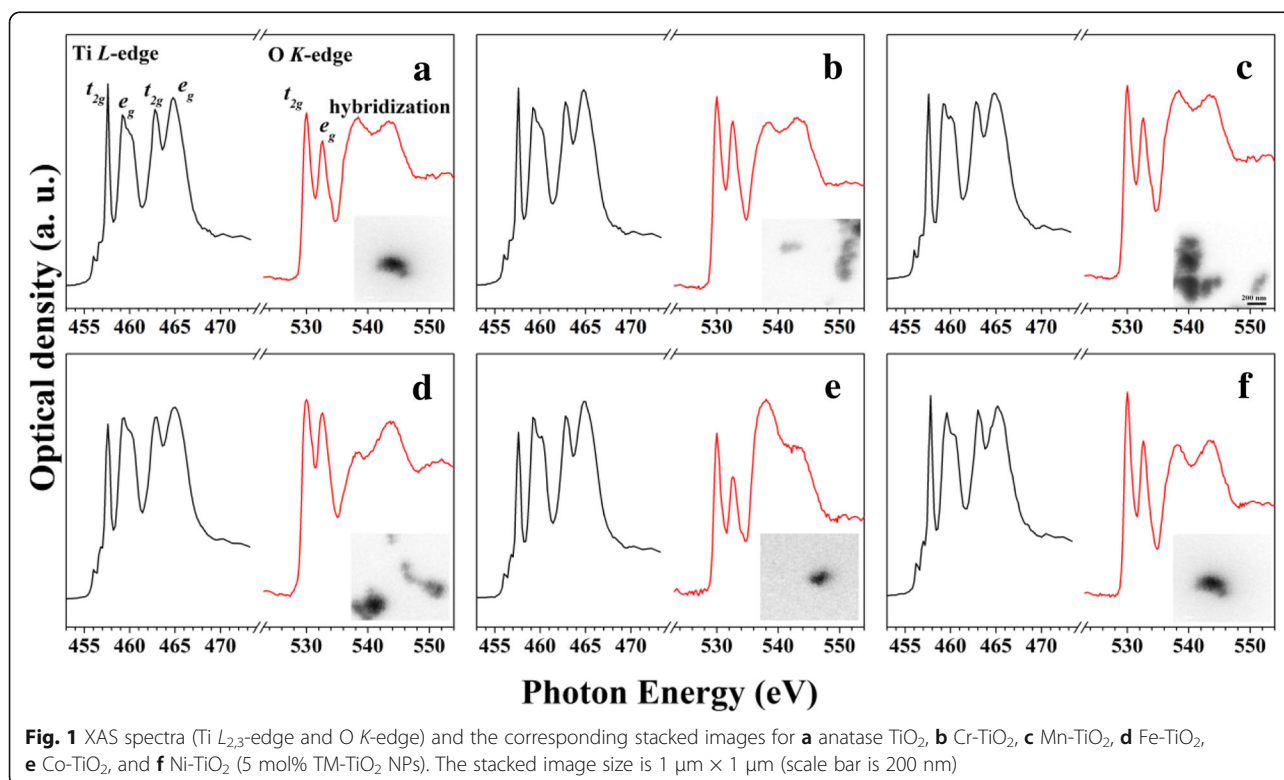 Optical density (a. u.)
Ti L-edge O K-edge a
t2g eg t2g eg t2g eg hybridization
b
c
200 nm
455 460 465 470 530 540 550
455 460 465 470 530 540 550
455 460 465 470 530 540 550
d
e
f
455 460 465 470 530 540 550
455 460 465 470 530 540 550
455 460 465 470 530 540 550
Photon Energy (eV)
Fig. 1 XAS spectra (Ti L2,3-edge and O K-edge) and the corresponding stacked images for a anatase TiO2, b Cr-TiO2, c Mn-TiO2, d Fe-TiO2,
e Co-TiO2, and f Ni-TiO2 (5 mol% TM-TiO2 NPs). The stacked image size is 1 μm × 1 μm (scale bar is 200 nm)